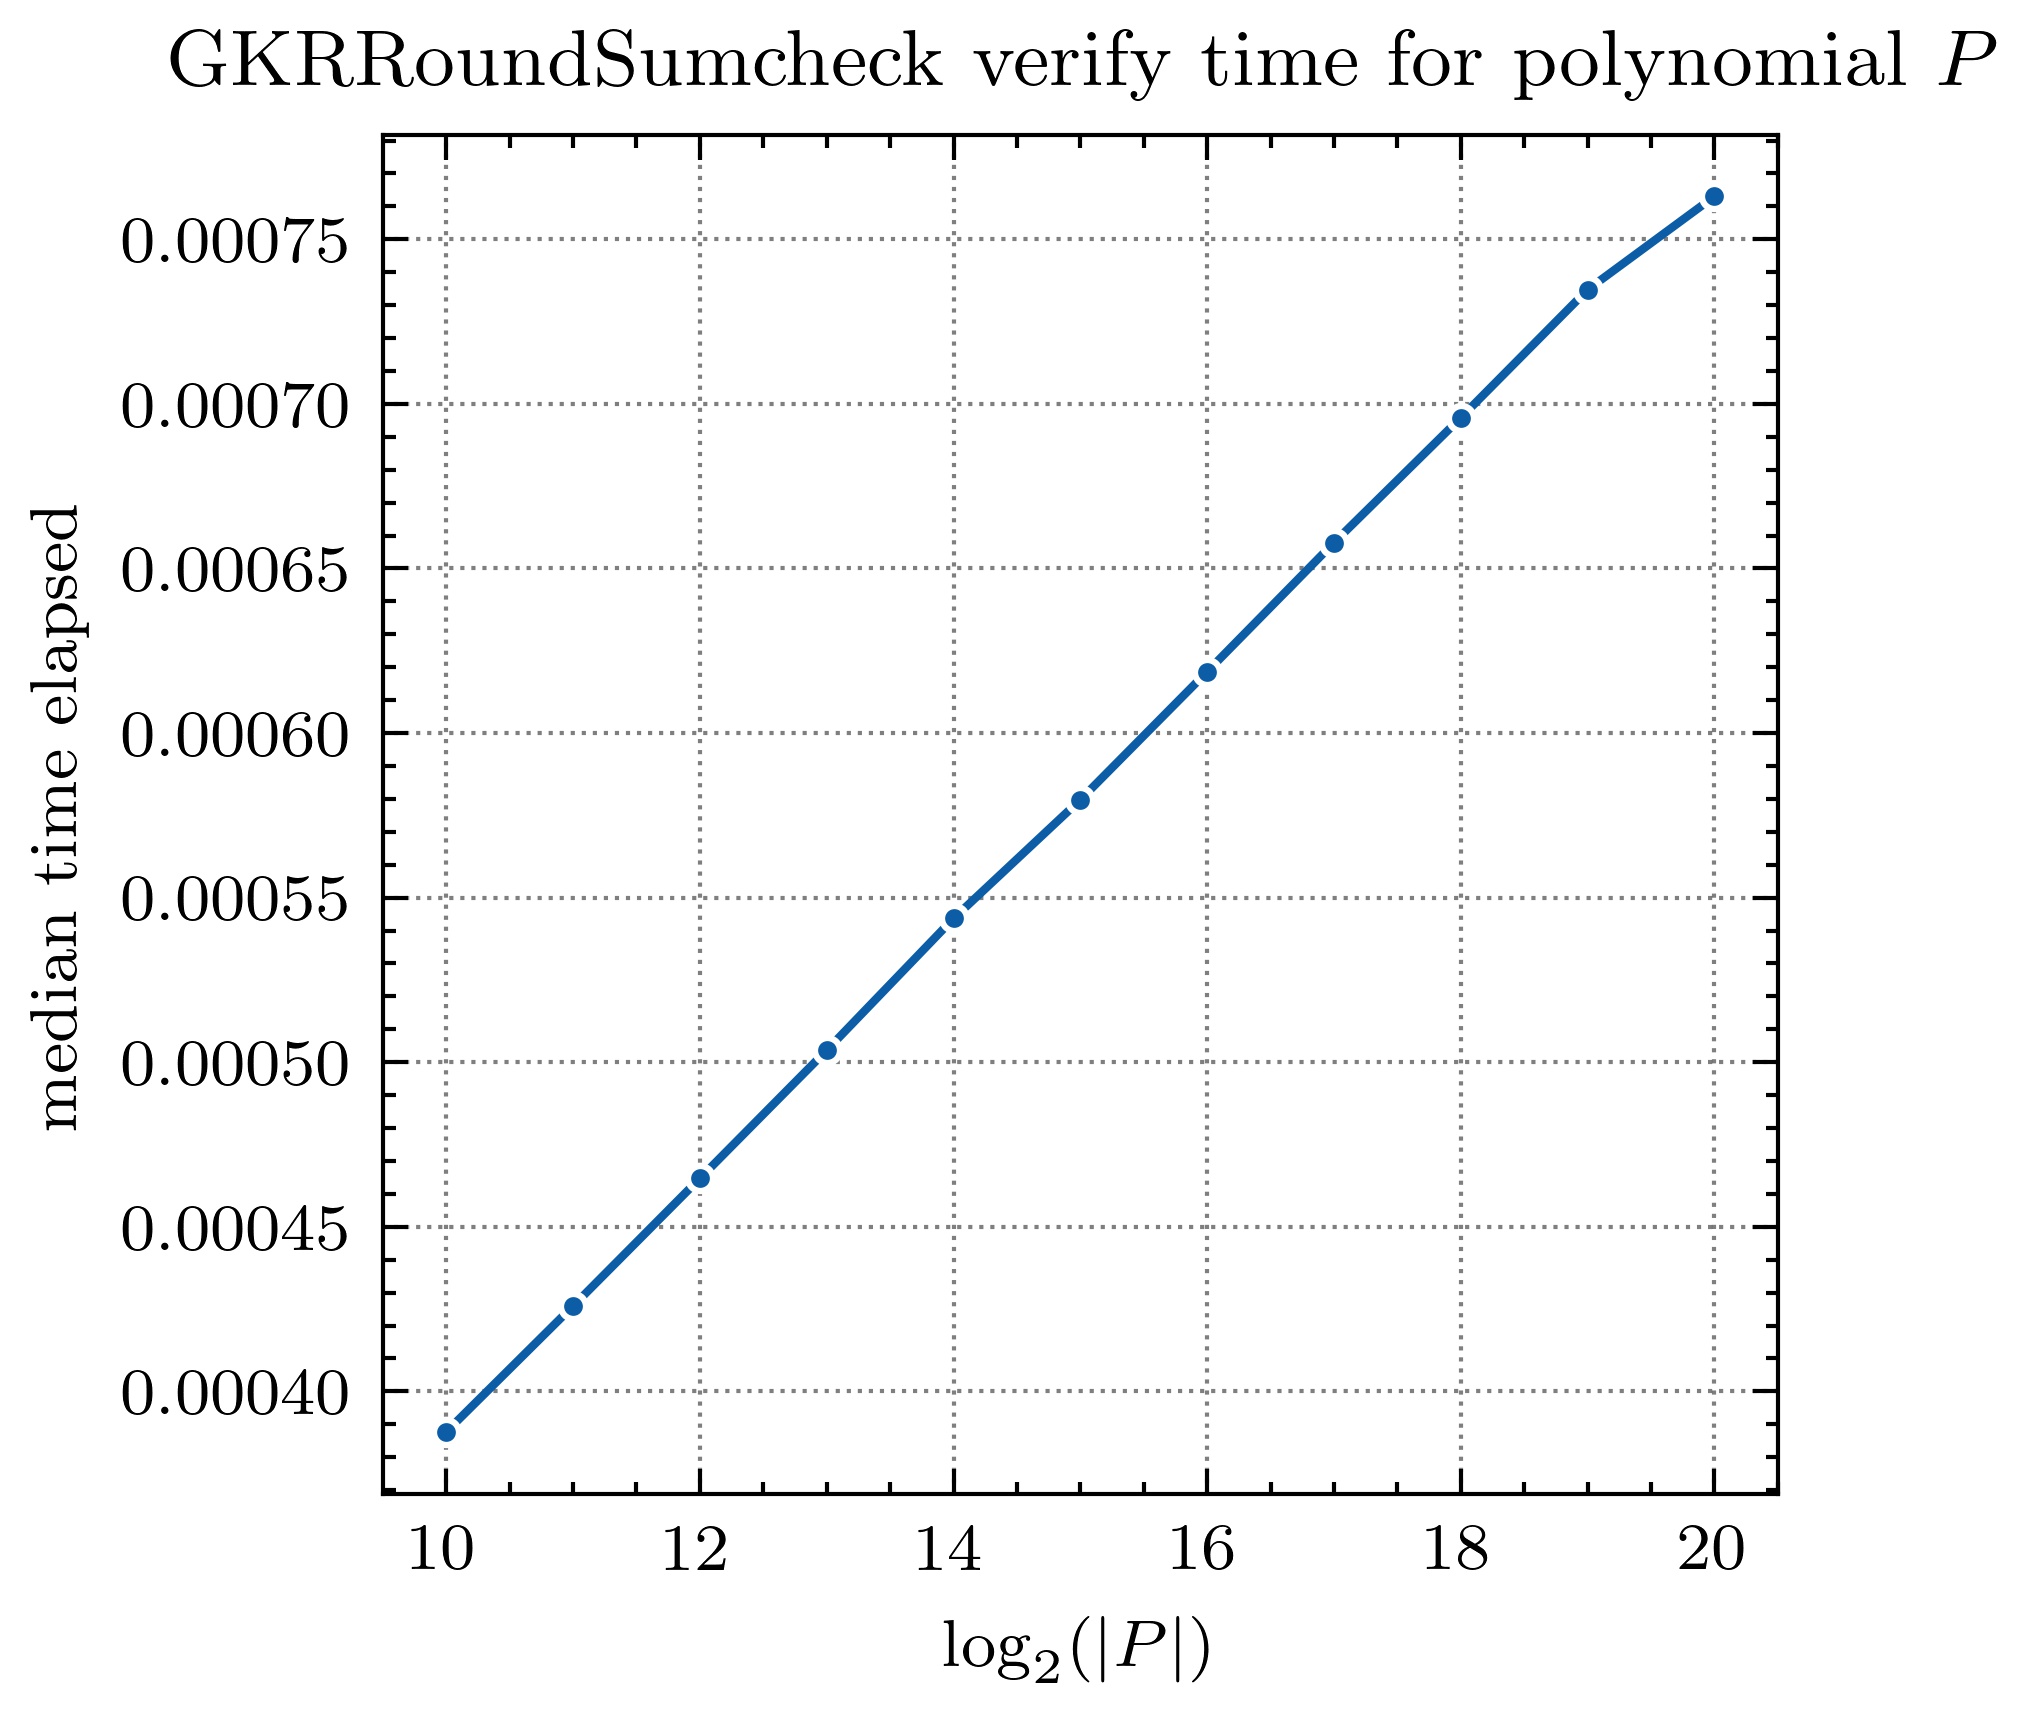 GKRRoundSumcheck verify time for polynomial P
0.00075
0.00070
0.00065
0.00060
0.00055
0.00050
0.00045
0.00040
median time elapsed
10 12 14 16 18 20
log₂(|P|)